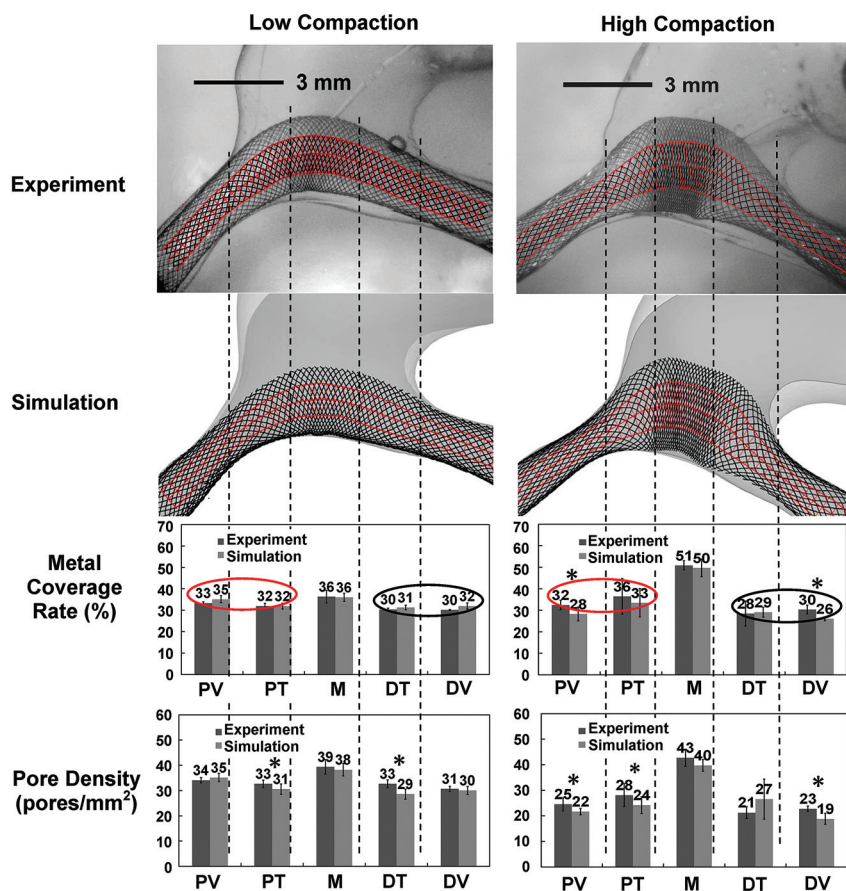 Low Compaction
High Compaction
3 mm
3 mm
Experiment
Simulation
Metal
Coverage
Rate (%)
70
60
50
40
30
20
10
0
Experiment
Simulation
33 35
32 32
36 36
30 31
30 32
PV PT M DT DV
70
60
50
40
30
20
10
0
Experiment
Simulation
*
32 28
36 33
51 50
28 29
*
30 26
PV PT M DT DV
Pore Density
(pores/mm²)
60
50
40
30
20
10
0
Experiment
Simulation
34 35
*
33 31
39 38
*
33 29
31 30
PV PT M DT DV
60
50
40
30
20
10
0
Experiment
Simulation
*
25 22
*
28 24
43 40
21 27
*
23 19
PV PT M DT DV